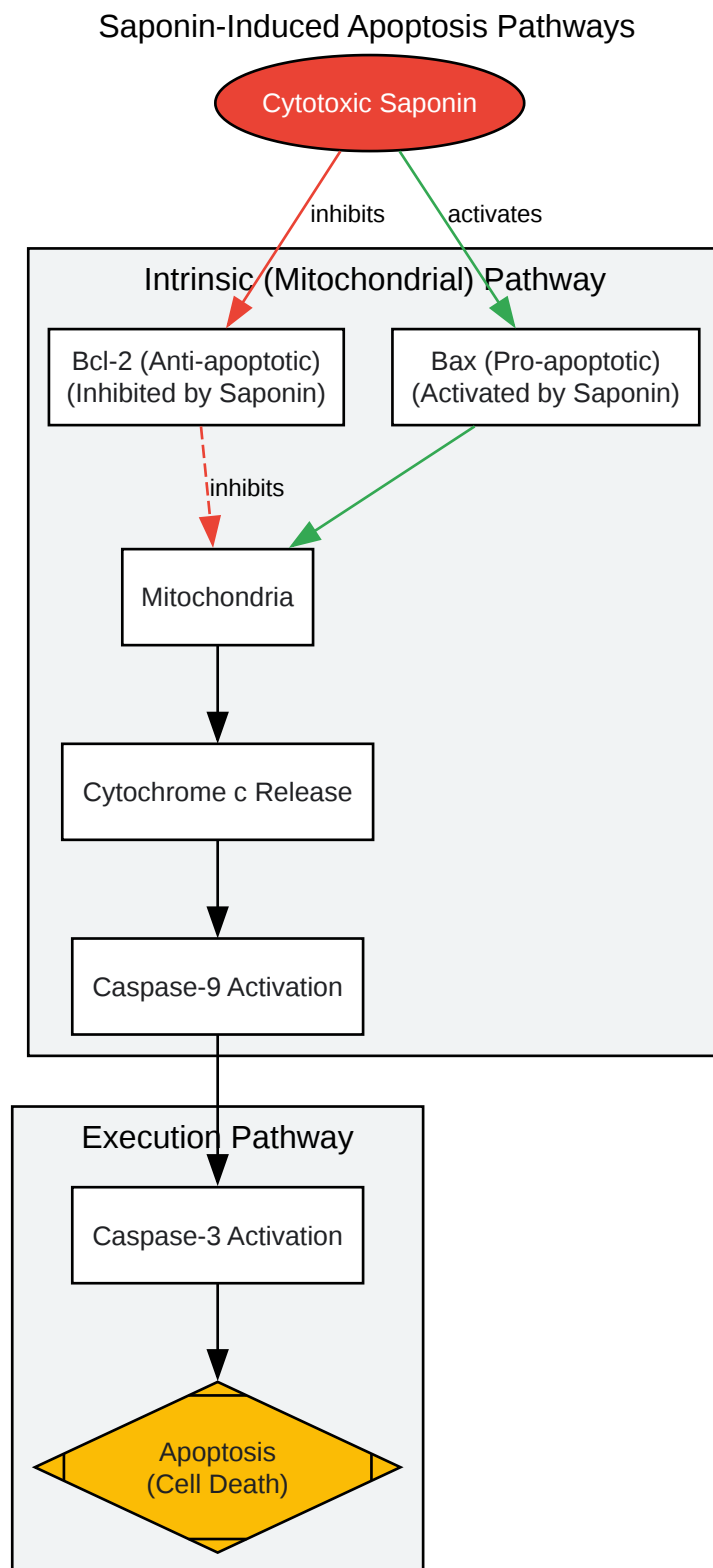 Saponin-Induced Apoptosis Pathways
Cytotoxic Saponin
inhibits
activates
Intrinsic (Mitochondrial) Pathway
Bcl-2 (Anti-apoptotic)
(Inhibited by Saponin)
Bax (Pro-apoptotic)
(Activated by Saponin)
inhibits
Mitochondria
Cytochrome c Release
Caspase-9 Activation
Execution Pathway
Caspase-3 Activation
Apoptosis
(Cell Death)